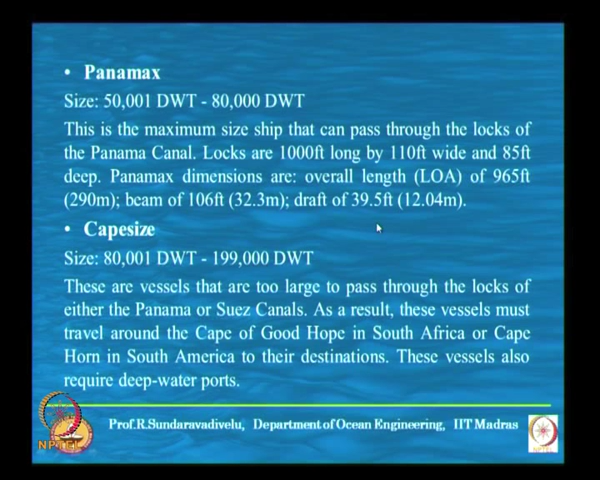 • Panamax
Size: 50,001 DWT - 80,000 DWT
This is the maximum size ship that can pass through the locks of
the Panama Canal. Locks are 1000ft long by 110ft wide and 85ft
deep. Panamax dimensions are: overall length (LOA) of 965ft
(290m); beam of 106ft (32.3m); draft of 39.5ft (12.04m).
• Capesize
Size: 80,001 DWT - 199,000 DWT
These are vessels that are too large to pass through the locks of
either the Panama or Suez Canals. As a result, these vessels must
travel around the Cape of Good Hope in South Africa or Cape
Horn in South America to their destinations. These vessels also
require deep-water ports.
Prof.R.Sundaravadivelu, Department of Ocean Engineering, IIT Madras
NPTEL